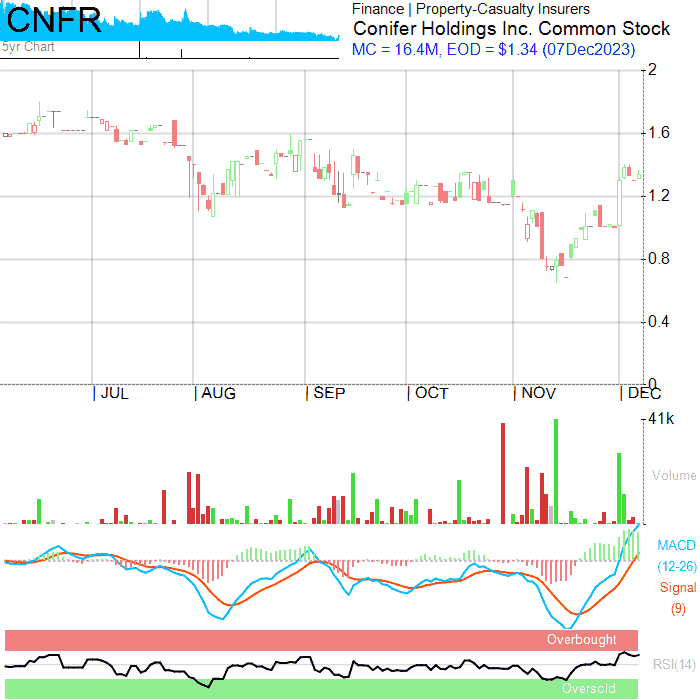 CNFR
5yr Chart
Finance | Property-Casualty Insurers
Conifer Holdings Inc. Common Stock
MC = 16.4M, EOD = $1.34 (07Dec2023)
2
1.6
1.2
0.8
0.4
0
| JUL | AUG | SEP | OCT | NOV | DEC
41k
Volume
MACD
(12-26)
Signal
(9)
Overbought
RSI(14)
Oversold